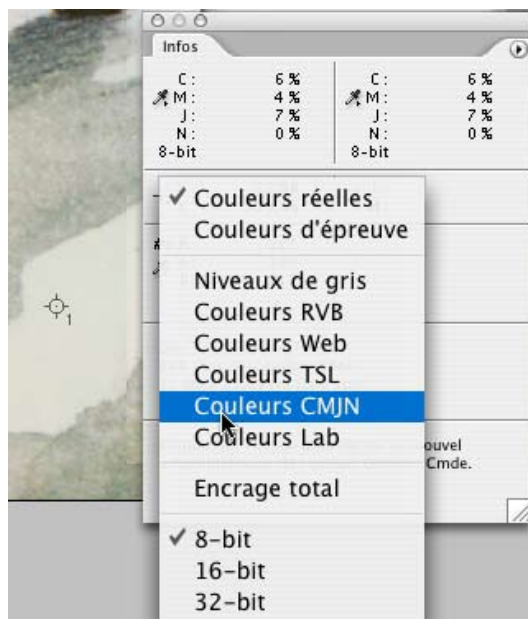 Infos
C : 6 % C : 6 %
M : 4 % M : 4 %
J : 7 % J : 7 %
N : 0 % N : 0 %
8-bit 8-bit
✓ Couleurs réelles
Couleurs d'épreuve
Niveaux de gris
1
Couleurs RVB
Couleurs Web
Couleurs TSL
Couleurs CMJN
Couleurs Lab
ouvel
Cmde.
Encrage total
✓ 8-bit
16-bit
32-bit